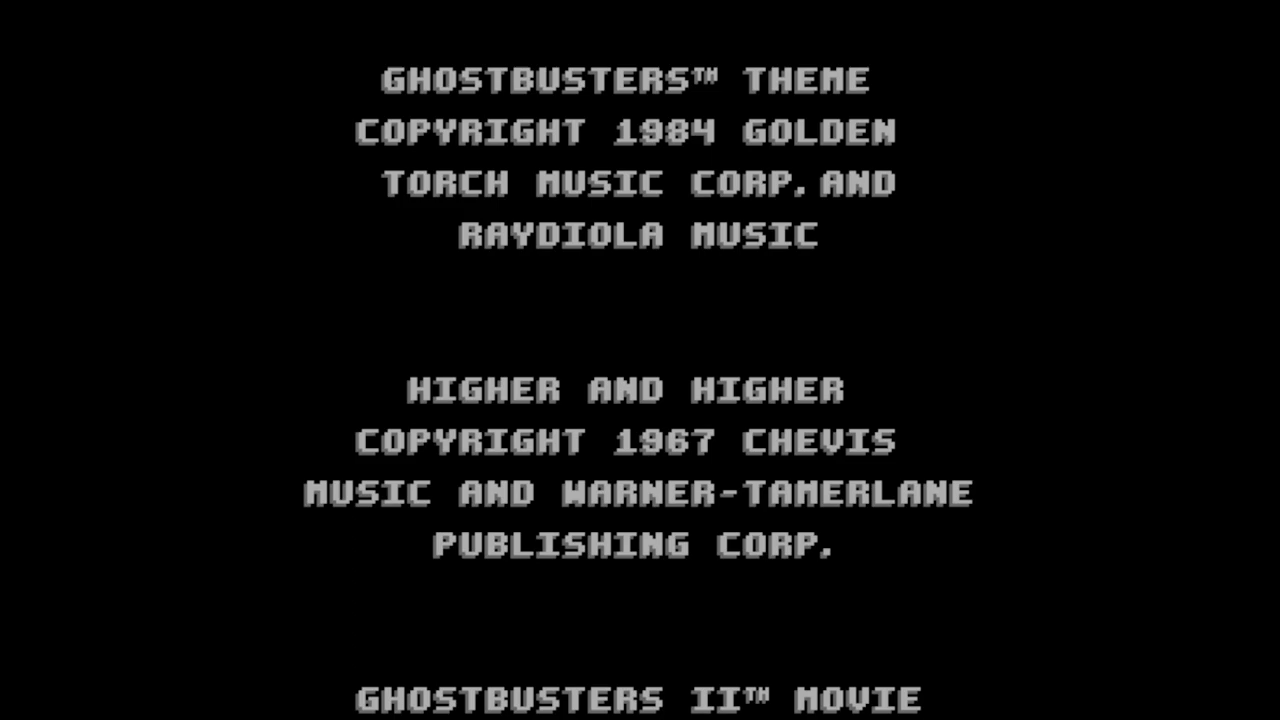 GHOSTBUSTERS™ THEME
COPYRIGHT 1984 GOLDEN
TORCH MUSIC CORP. AND
RAYDIOLA MUSIC
HIGHER AND HIGHER
COPYRIGHT 1967 CHEVIS
MUSIC AND WARNER-TAMERLANE
PUBLISHING CORP.
GHOSTBUSTERS II™ MOVIE